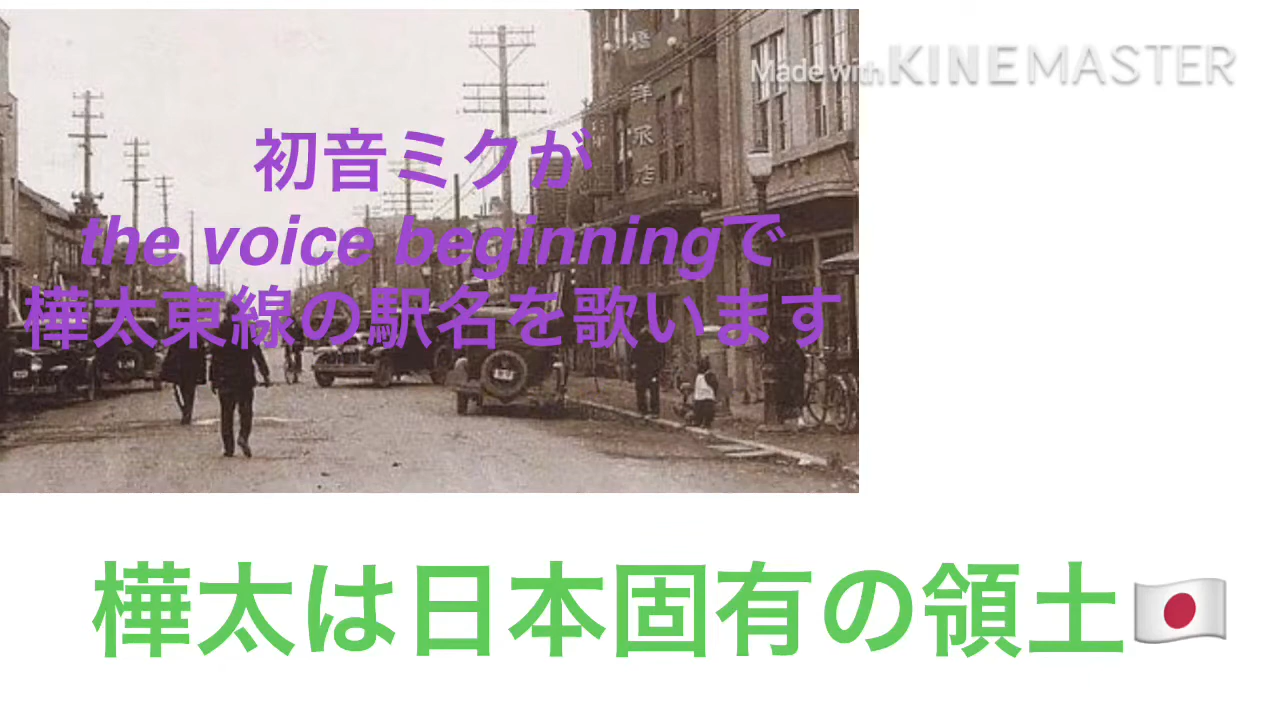 Made with KINEMASTER
初音ミクが
the voice beginningで
樺太東線の駅名を歌います
樺太は日本固有の領土🇯🇵